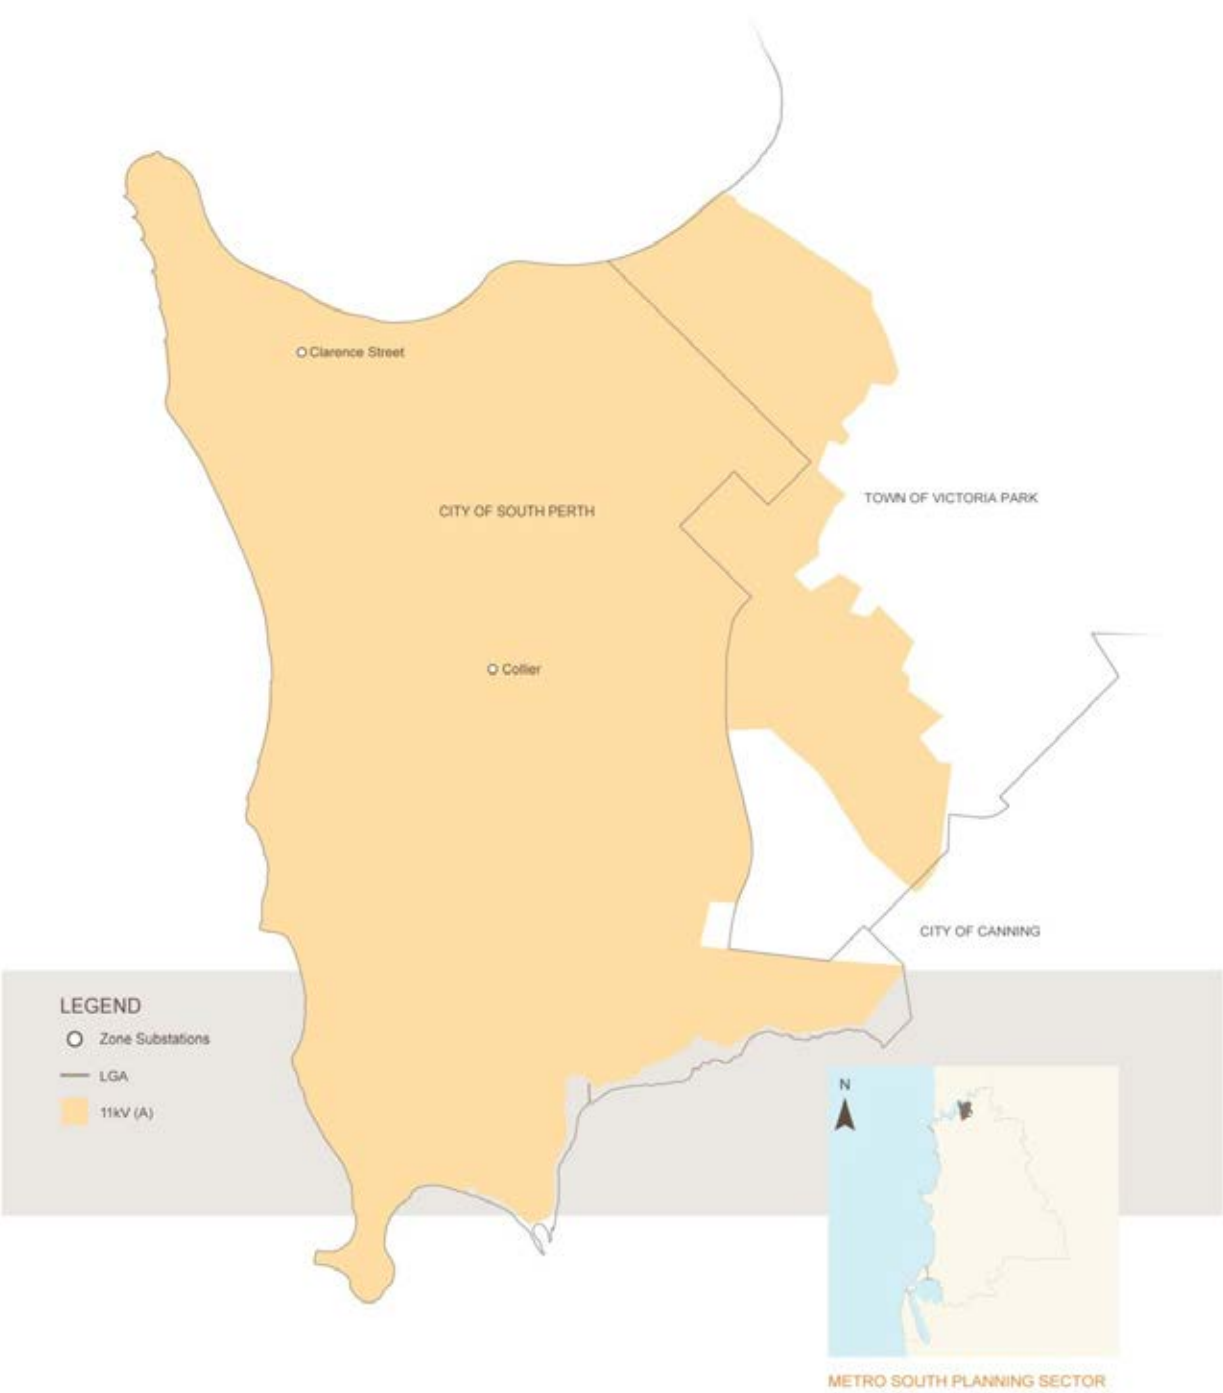 Clarence Street
TOWN OF VICTORIA PARK
CITY OF SOUTH PERTH
Collier
CITY OF CANNING
LEGEND
Zone Substations
LGA
11kV (A)
N
METRO SOUTH PLANNING SECTOR